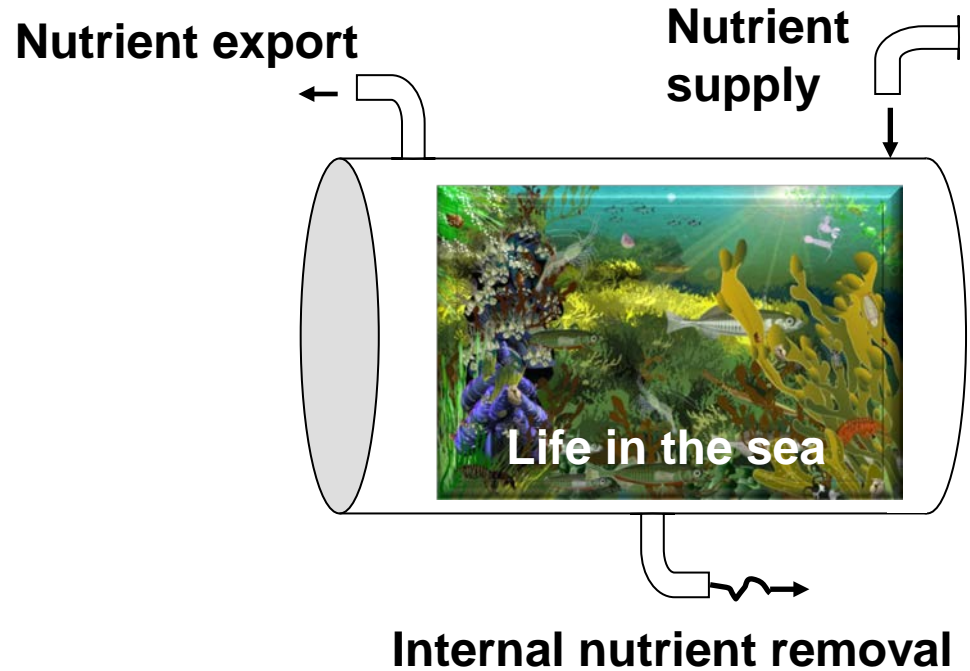 Nutrient export
Nutrient
supply
Life in the sea
Internal nutrient removal